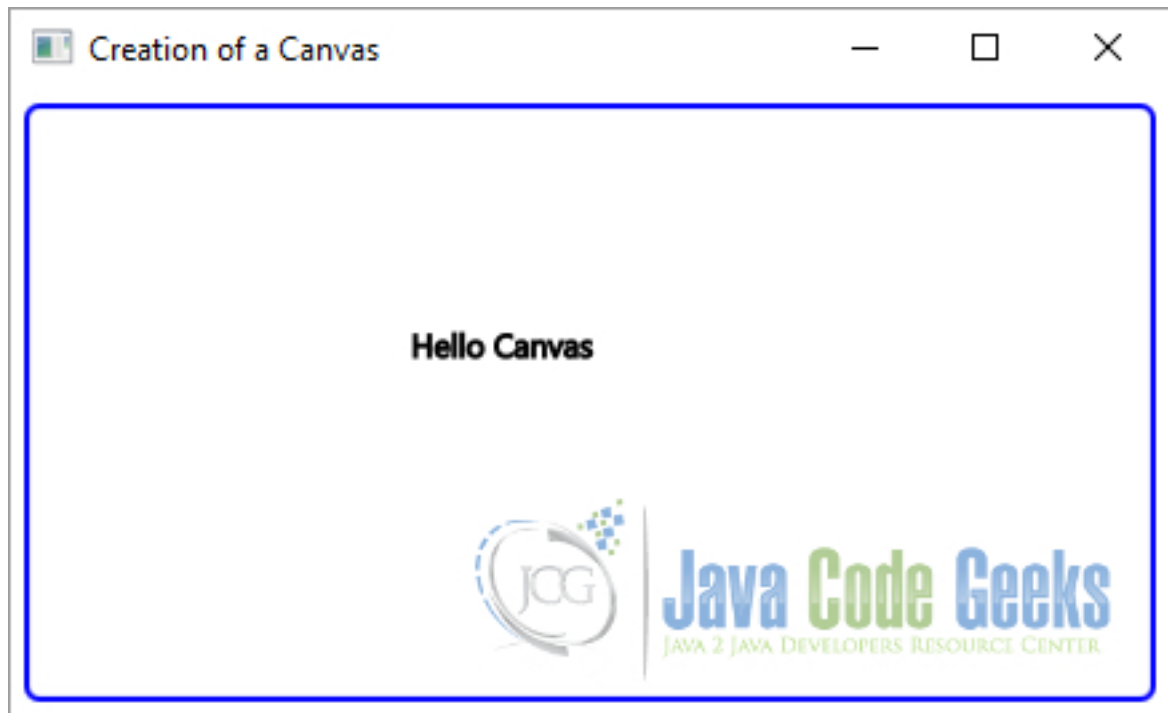 Creation of a Canvas
Hello Canvas
JCG
Java Code Geeks
JAVA 2 JAVA DEVELOPERS RESOURCE CENTER